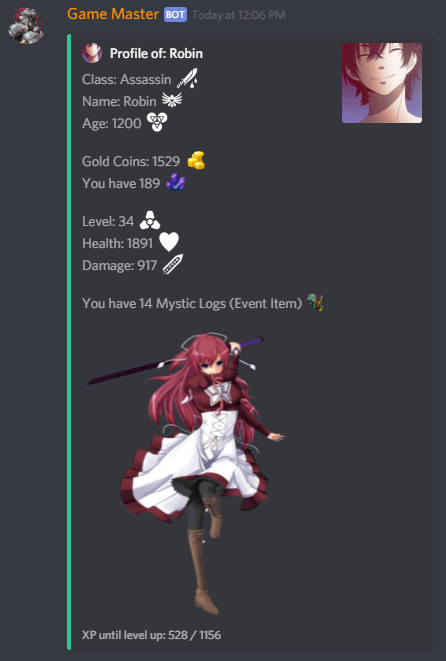 Game Master BOT Today at 12:06 PM
Profile of: Robin
Class: Assassin
Name: Robin
Age: 1200
Gold Coins: 1529
You have 189
Level: 34
Health: 1891
Damage: 917
You have 14 Mystic Logs (Event Item)
XP until level up: 528 / 1156